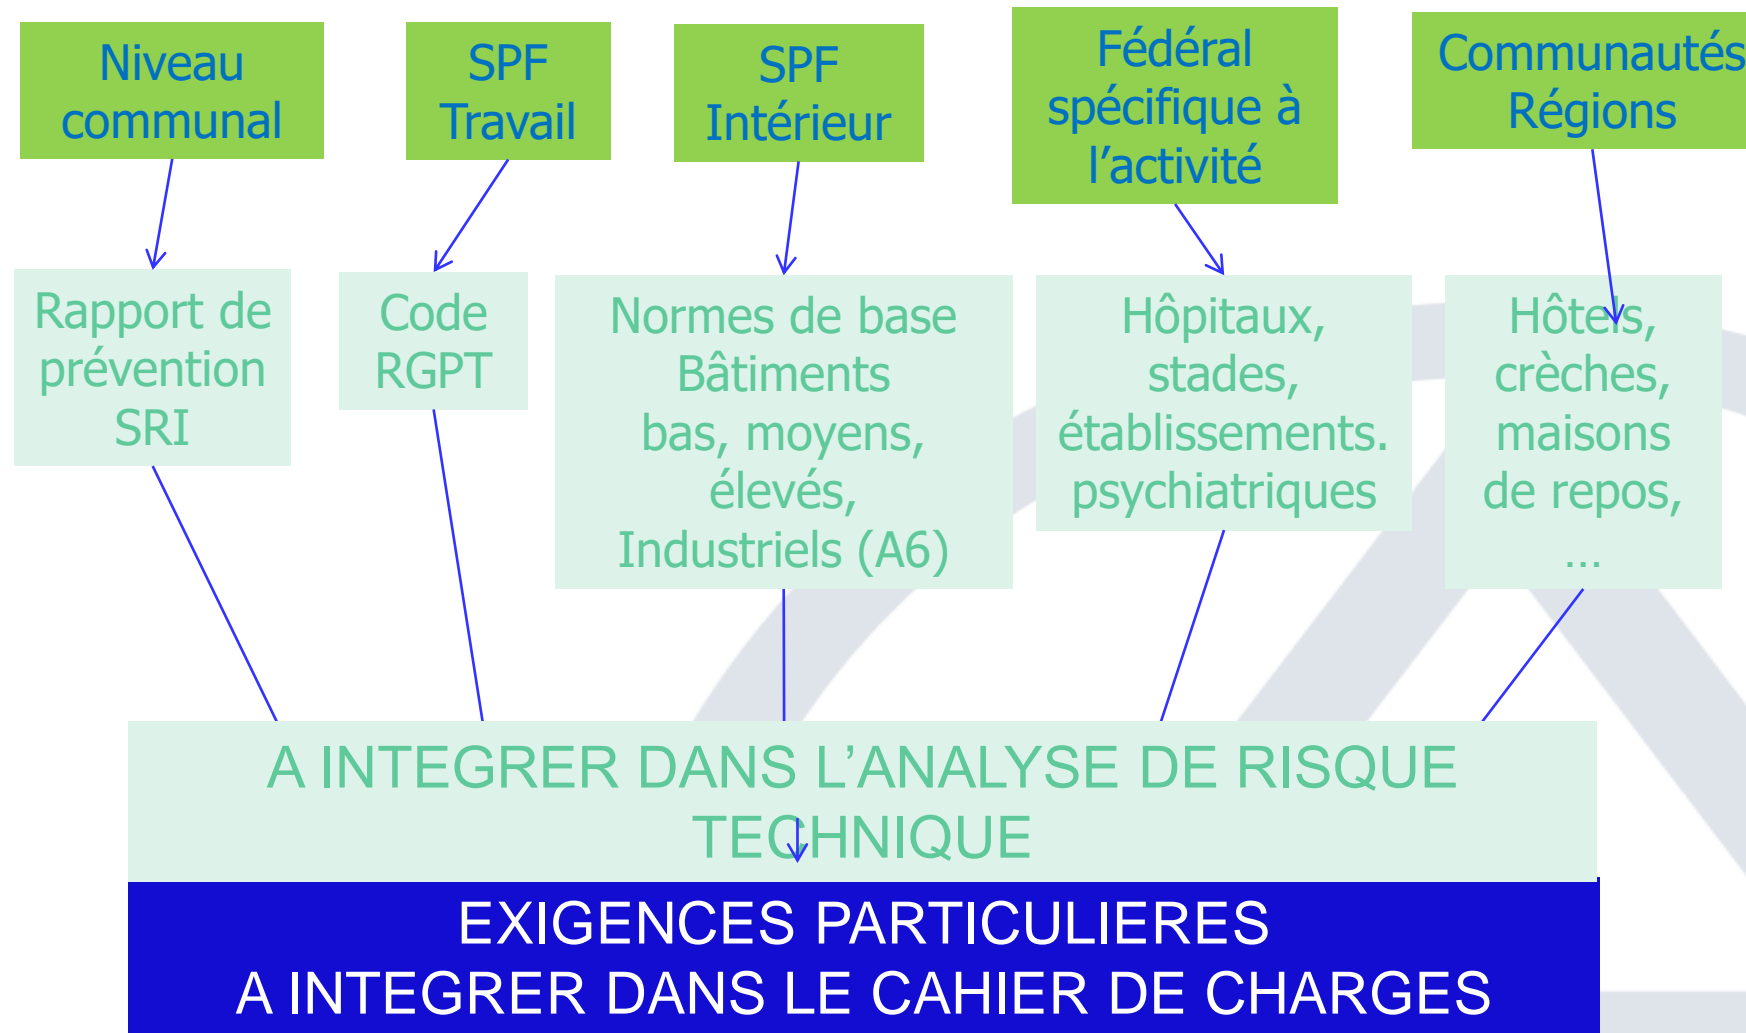 Niveau
communal
SPF
Travail
SPF
Intérieur
Fédéral
spécifique à
l’activité
Communautés
Régions
Rapport de
prévention
SRI
Code
RGPT
Normes de base
Bâtiments
bas, moyens,
élevés,
Industriels (A6)
Hôpitaux,
stades,
établissements.
psychiatriques
Hôtels,
crèches,
maisons
de repos,
...
A INTEGRER DANS L’ANALYSE DE RISQUE
TECHNIQUE
EXIGENCES PARTICULIERES
A INTEGRER DANS LE CAHIER DE CHARGES